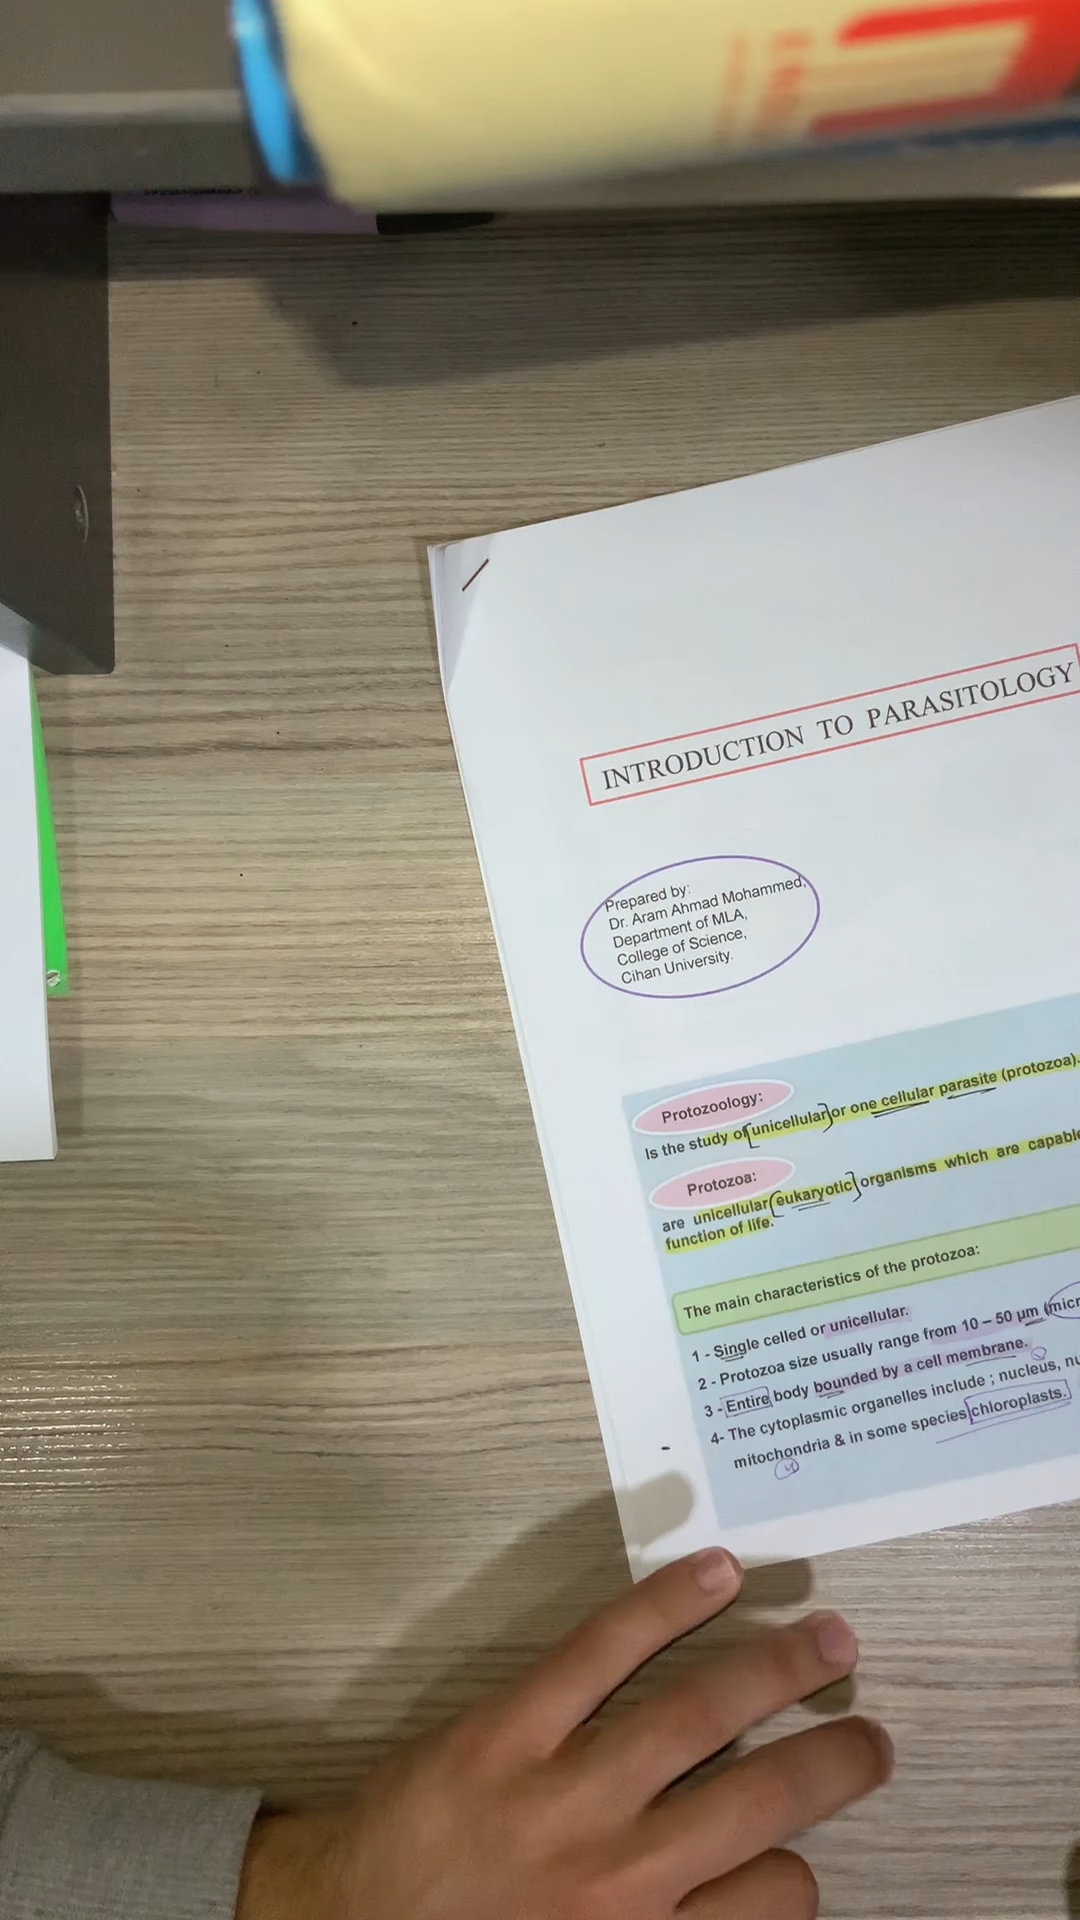 INTRODUCTION TO PARASITOLOGY
Prepared by:
Dr. Aram Ahmad Mohammed,
Department of MLA,
College of Science,
Cihan University.
Protozoology:
Is the study of unicellular or one cellular parasite (protozoa).
Protozoa:
are unicellular eukaryotic organisms which are capable
function of life.
The main characteristics of the protozoa:
1 - Single celled or unicellular.
2 - Protozoa size usually range from 10 – 50 μm (micr
3 - Entire body bounded by a cell membrane.
4- The cytoplasmic organelles include ; nucleus, nu
mitochondria & in some species chloroplasts.